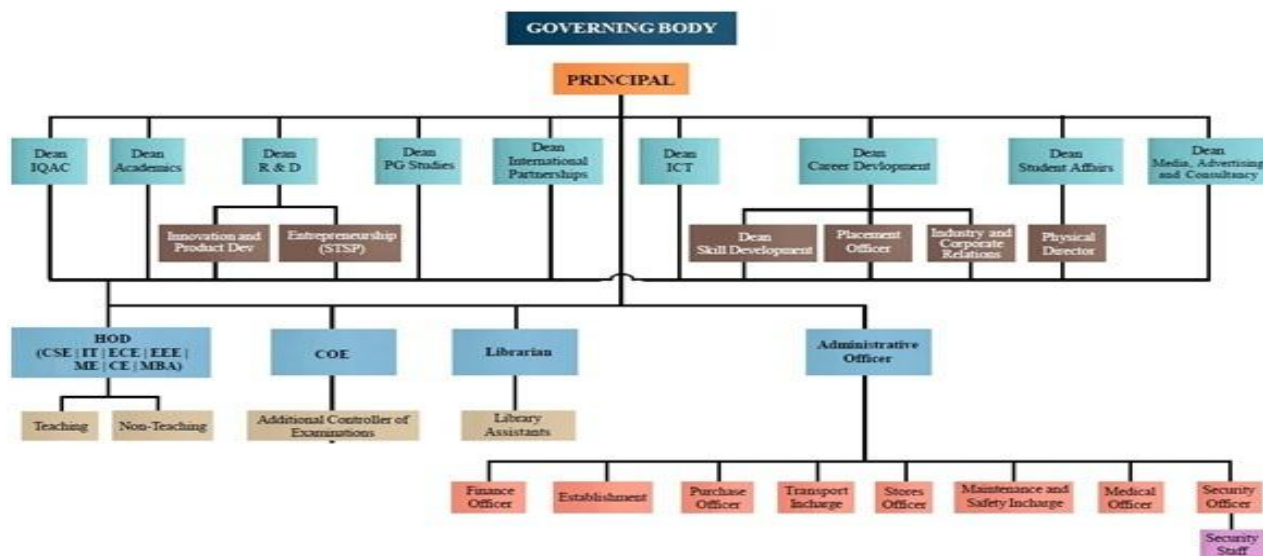 GOVERNING BODY
PRINCIPAL
Dean
IQAC
Dean
Academics
Dean
R & D
Dean
PG Studies
Dean
International
Partnerships
Dean
ICT
Dean
Career Devlopment
Dean
Student Affairs
Dean
Media, Advertising
and Consultancy
Innovation and
Product Dev
Entrepreneurship
(STSP)
Dean
Skill Development
Placement
Officer
Industry and
Corporate
Relations
Physical
Director
HOD
(CSE | IT | ECE | EEE |
ME | CE | MBA)
COE
Librarian
Administrative
Officer
Teaching
Non-Teaching
Additional Controller of
Examinations
Library
Assistants
Finance
Officer
Establishment
Purchase
Officer
Transport
Incharge
Stores
Officer
Maintenance and
Safety Incharge
Medical
Officer
Security
Officer
Security
Staff